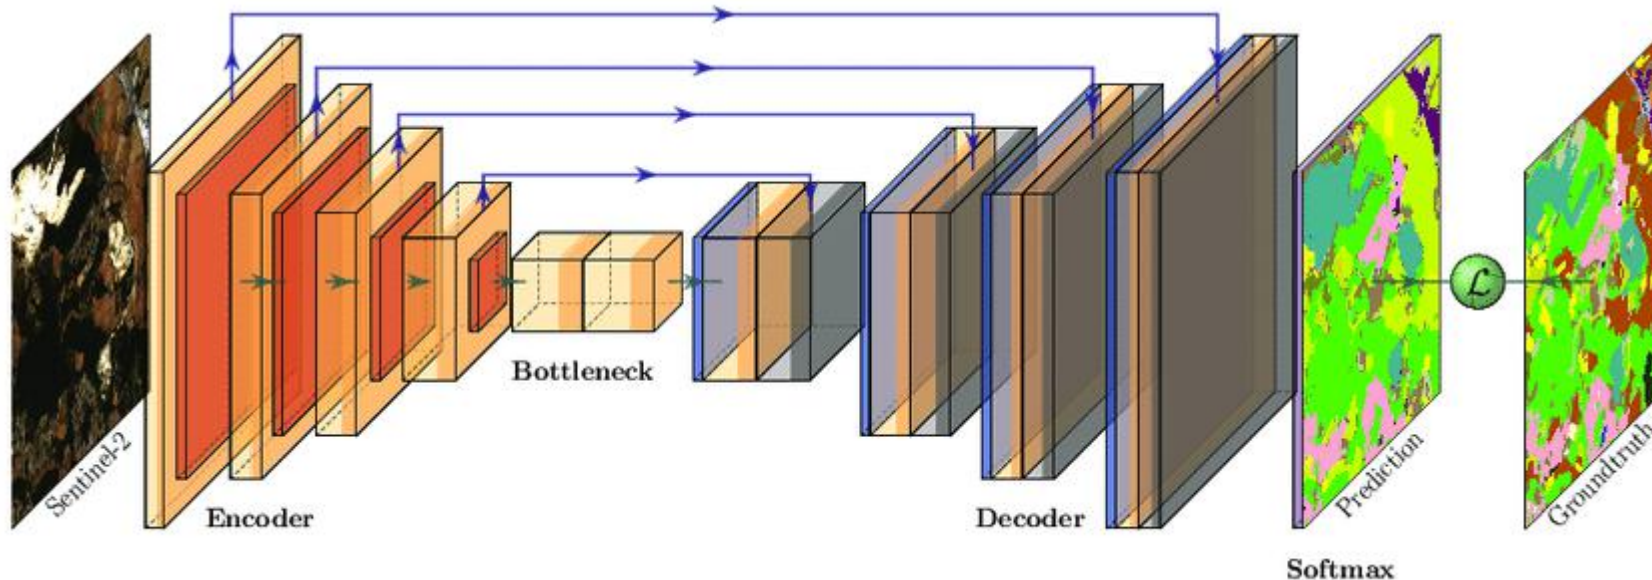 Sentinel-2
Encoder
Bottleneck
Decoder
Softmax
Prediction
ℒ
Groundtruth